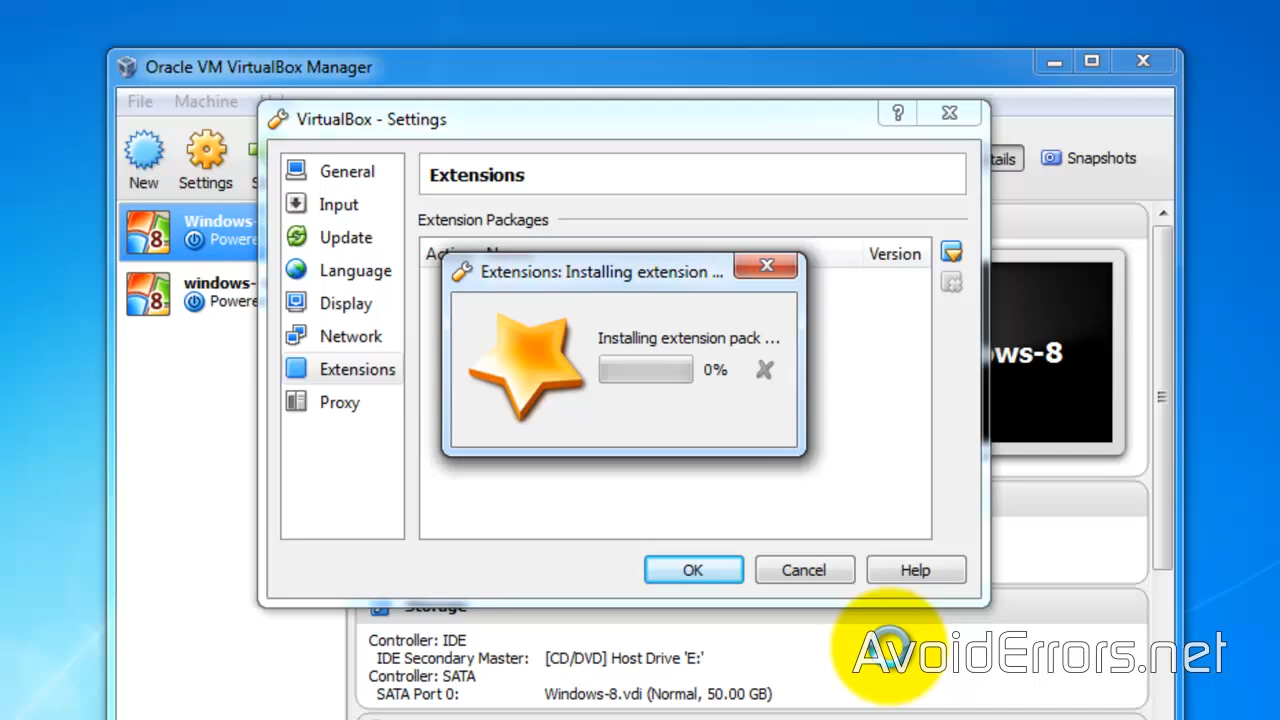 Oracle VM VirtualBox Manager
File Machine
VirtualBox - Settings
New Settings
Snapshots
General
Input
Update
Language
Display
Network
Extensions
Proxy
Extensions
Extension Packages
Version
Extensions: Installing extension ...
Installing extension pack ...
0%
OK Cancel Help
Windows-
Powere
windows-
Powere
ows-8
Storage
Controller: IDE
IDE Secondary Master: [CD/DVD] Host Drive 'E:'
Controller: SATA
SATA Port 0: Windows-8.vdi (Normal, 50.00 GB)
AvoidErrors.net